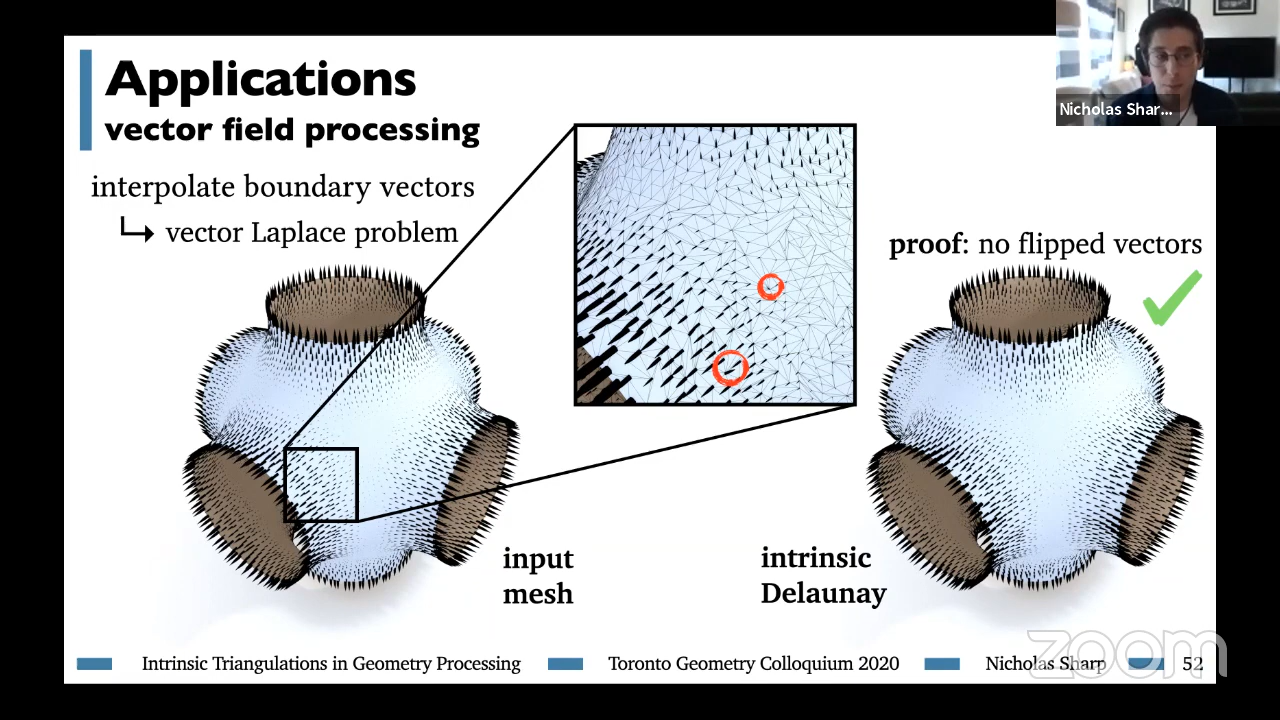 Applications
vector field processing
interpolate boundary vectors
vector Laplace problem
Nicholas Shar...
proof: no flipped vectors
input
mesh
intrinsic
Delaunay
Intrinsic Triangulations in Geometry Processing
Toronto Geometry Colloquium 2020
Nicholas Sharp
52
zoom